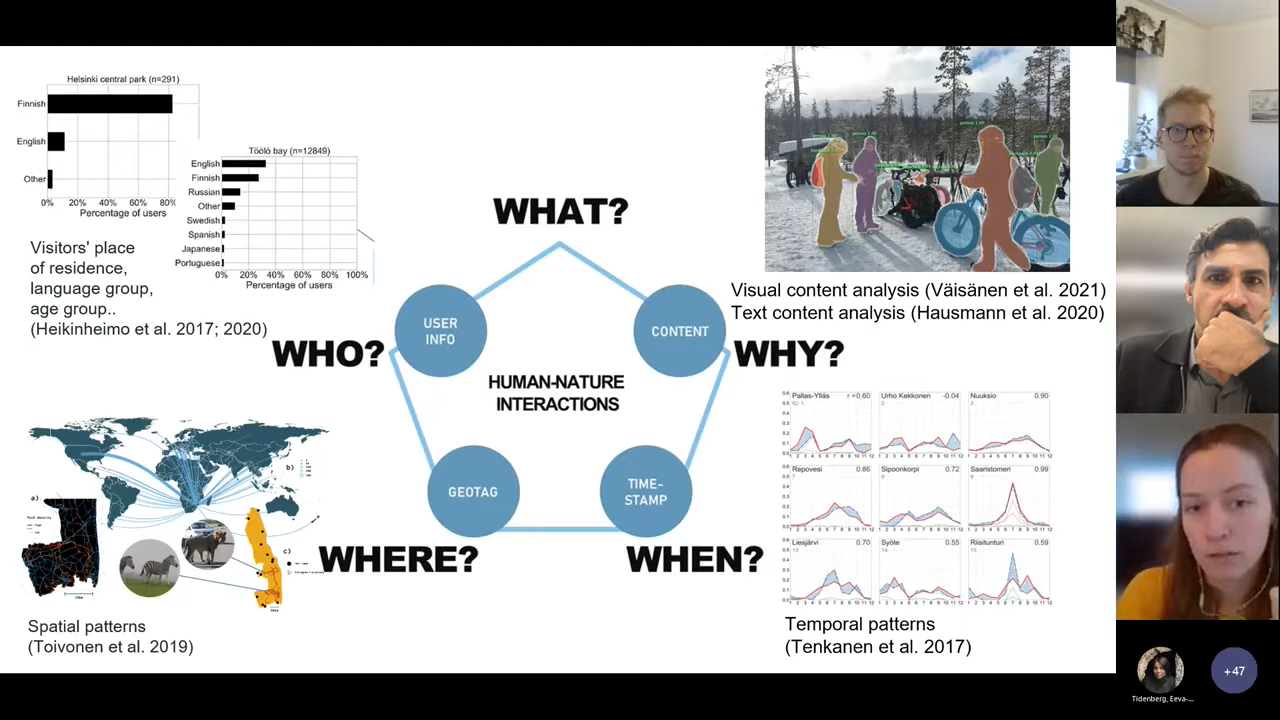 Helsinki central park (n=291)
Finnish
English
Other
0% 20% 40% 60% 80%
Percentage of users
Töölö bay (n=12849)
English
Finnish
Russian
Other
Swedish
Spanish
Japanese
Portuguese
0% 20% 40% 60% 80% 100%
Percentage of users
Visitors' place
of residence,
language group,
age group..
(Heikinheimo et al. 2017; 2020)
WHAT?
USER
INFO
CONTENT
WHO?
WHY?
HUMAN-NATURE
INTERACTIONS
GEOTAG
TIME-
STAMP
WHERE?
WHEN?
Visual content analysis (Väisänen et al. 2021)
Text content analysis (Hausmann et al. 2020)
Pallas-Ylläs r =0.60
Urho Kekkonen -0.04
Nuuksio 0.90
Repovesi 0.86
Sipoonkorpi 0.72
Saaristomeri 0.99
Liesjärvi 0.70
Syöte 0.55
Riisitunturi 0.59
a)
b)
c)
Spatial patterns
(Toivonen et al. 2019)
Temporal patterns
(Tenkanen et al. 2017)
Tidenberg, Eeva-...
+47